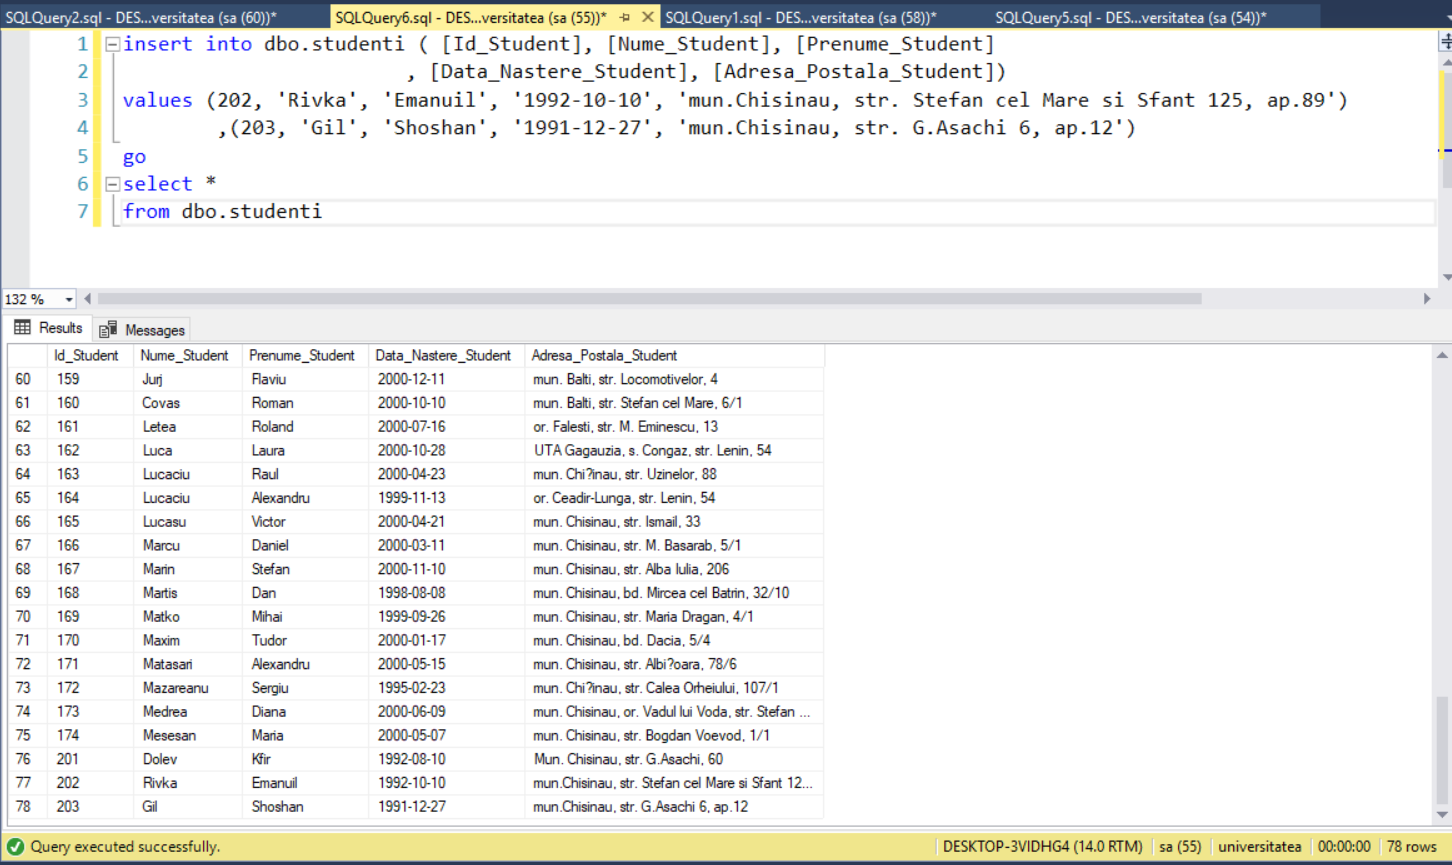 SQLQuery2.sql - DES...versitatea (sa (60))* SQLQuery6.sql - DES...versitatea (sa (55))* SQLQuery1.sql - DES...versitatea (sa (58))* SQLQuery5.sql - DES...versitatea (sa (54))*
1 insert into dbo.studenti ( [Id_Student], [Nume_Student], [Prenume_Student]
2 , [Data_Nastere_Student], [Adresa_Postala_Student])
3 values (202, 'Rivka', 'Emanuil', '1992-10-10', 'mun.Chisinau, str. Stefan cel Mare si Sfant 125, ap.89')
4 ,(203, 'Gil', 'Shoshan', '1991-12-27', 'mun.Chisinau, str. G.Asachi 6, ap.12')
5 go
6 select *
7 from dbo.studenti
132 %
Results Messages
Id_Student Nume_Student Prenume_Student Data_Nastere_Student Adresa_Postala_Student
60 159 Jurj Flaviu 2000-12-11 mun. Balti, str. Locomotivelor, 4
61 160 Covas Roman 2000-10-10 mun. Balti, str. Stefan cel Mare, 6/1
62 161 Letea Roland 2000-07-16 or. Falesti, str. M. Eminescu, 13
63 162 Luca Laura 2000-10-28 UTA Gagauzia, s. Congaz, str. Lenin, 54
64 163 Lucaciu Raul 2000-04-23 mun. Chi?inau, str. Uzinelor, 88
65 164 Lucaciu Alexandru 1999-11-13 or. Ceadir-Lunga, str. Lenin, 54
66 165 Lucasu Victor 2000-04-21 mun. Chisinau, str. Ismail, 33
67 166 Marcu Daniel 2000-03-11 mun. Chisinau, str. M. Basarab, 5/1
68 167 Marin Stefan 2000-11-10 mun. Chisinau, str. Alba Iulia, 206
69 168 Martis Dan 1998-08-08 mun. Chisinau, bd. Mircea cel Batrin, 32/10
70 169 Matko Mihai 1999-09-26 mun. Chisinau, str. Maria Dragan, 4/1
71 170 Maxim Tudor 2000-01-17 mun. Chisinau, bd. Dacia, 5/4
72 171 Matasari Alexandru 2000-05-15 mun. Chisinau, str. Albi?oara, 78/6
73 172 Mazareanu Sergiu 1995-02-23 mun. Chi?inau, str. Calea Orheiului, 107/1
74 173 Medrea Diana 2000-06-09 mun. Chisinau, or. Vadul lui Voda, str. Stefan ...
75 174 Mesesan Maria 2000-05-07 mun. Chisinau, str. Bogdan Voevod, 1/1
76 201 Dolev Kfir 1992-08-10 Mun. Chisinau, str. G.Asachi, 60
77 202 Rivka Emanuil 1992-10-10 mun.Chisinau, str. Stefan cel Mare si Sfant 12...
78 203 Gil Shoshan 1991-12-27 mun.Chisinau, str. G.Asachi 6, ap.12
Query executed successfully. DESKTOP-3VIDHG4 (14.0 RTM) sa (55) universitatea 00:00:00 78 rows